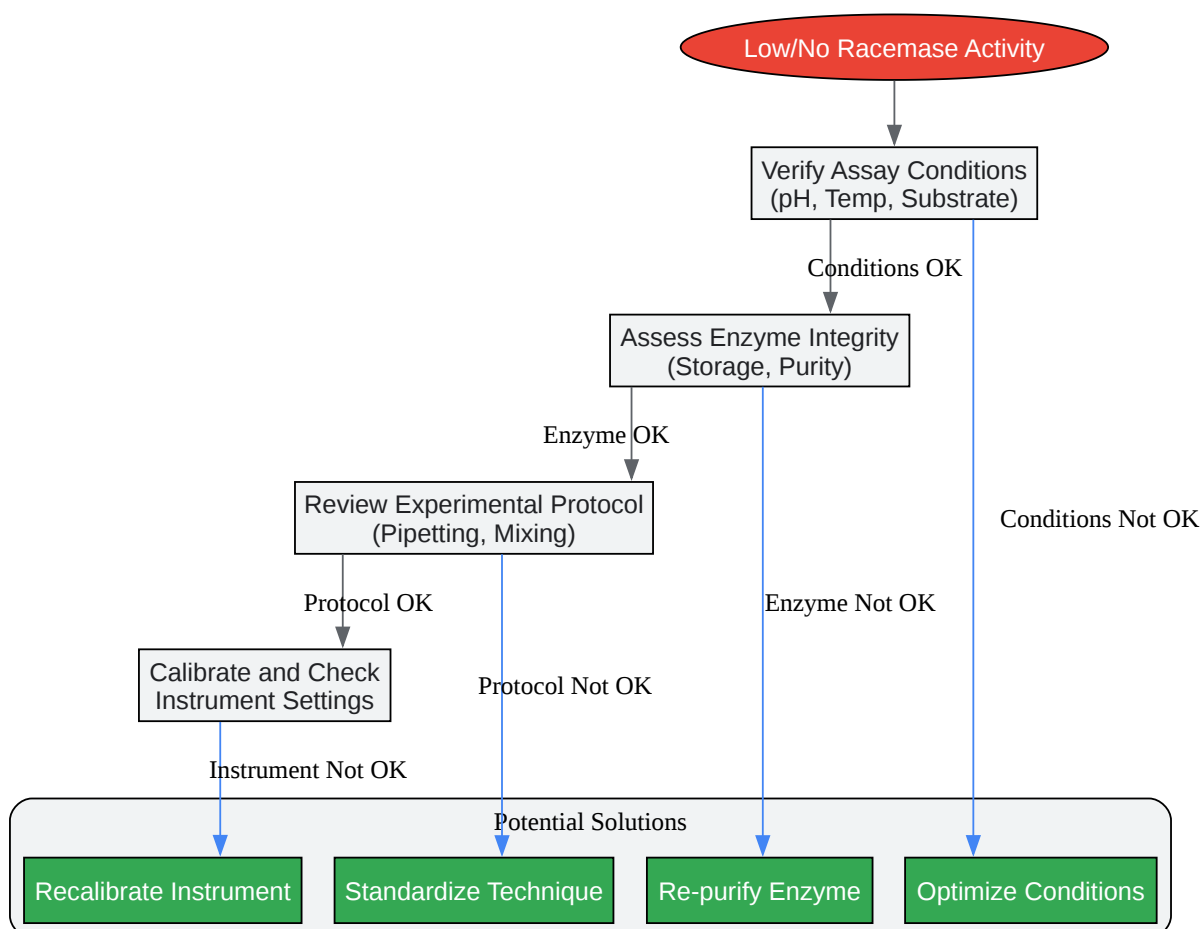 Low/No Racemase Activity
Verify Assay Conditions
(pH, Temp, Substrate)
Conditions OK
Assess Enzyme Integrity
(Storage, Purity)
Enzyme OK
Review Experimental Protocol
(Pipetting, Mixing)
Conditions Not OK
Protocol OK
Enzyme Not OK
Calibrate and Check
Instrument Settings
Protocol Not OK
Instrument Not OK
Potential Solutions
Recalibrate Instrument
Standardize Technique
Re-purify Enzyme
Optimize Conditions